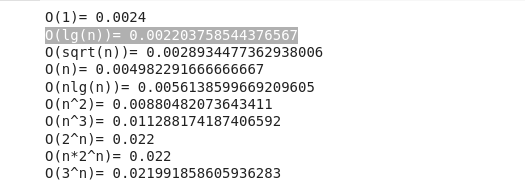 O(1)= 0.0024
O(lg(n))= 0.002203758544376567
O(sqrt(n))= 0.0028934477362938006
O(n)= 0.004982291666666667
O(nlg(n))= 0.0056138599669209605
O(n^2)= 0.00880482073643411
O(n^3)= 0.011288174187406592
O(2^n)= 0.022
O(n*2^n)= 0.022
O(3^n)= 0.021991858605936283